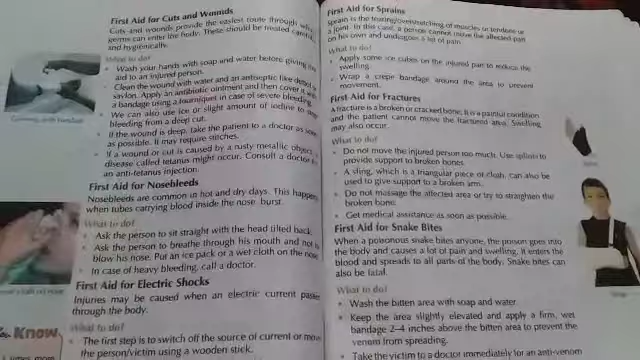 First Aid for Cuts and Wounds
Cuts and wounds provide the easiest route through which
germs can enter the body. These should be treated carefully
and hygienically.
What to do?
Wash your hands with soap and water before giving first
aid to an injured person.
Clean the wound with water and an antiseptic like dettol or
savlon. Apply an antibiotic ointment and then cover it with
a bandage using a tourniquet in case of severe bleeding.
We can also use ice or slight amount of iodine to stop
bleeding from a deep cut.
If the wound is deep, take the patient to a doctor as soon
as possible. It may require stitches.
If a wound or cut is caused by a rusty metallic object, a
disease called tetanus might occur. Consult a doctor for
an anti-tetanus injection.
First Aid for Nosebleeds
Nosebleeds are common in hot and dry days. This happens
when tubes carrying blood inside the nose burst.
What to do?
Ask the person to sit straight with the head tilted back.
Ask the person to breathe through his mouth and not to
blow his nose. Put an ice pack or a wet cloth on the nose.
In case of heavy bleeding, call a doctor.
First Aid for Electric Shocks
Injuries may be caused when an electric current passes
through the body.
What to do?
The first step is to switch off the source of current or move
the person/victim using a wooden stick.
You Know
First Aid for Sprains
Sprain is the tearing/overstretching of muscles or tendons of
a joint. In this case, a person cannot move the affected part
on his own and undergoes a lot of pain.
What to do?
Apply some ice cubes on the injured part to reduce the
swelling.
Wrap a crepe bandage around the area to prevent
movement.
First Aid for Fractures
A fracture is a broken or cracked bone. It is a painful condition
and the patient cannot move the fractured area. Swelling
may also occur.
What to do?
Do not move the injured person too much. Use splints to
provide support to broken bones.
A sling, which is a triangular piece of cloth, can also be
used to give support to a broken arm.
Do not massage the affected area or try to straighten the
broken bone.
Get medical assistance as soon as possible.
First Aid for Snake Bites
When a poisonous snake bites anyone, the poison goes into
the body and causes a lot of pain and swelling. It enters the
blood and spreads to all parts of the body. Snake bites can
also be fatal.
What to do?
Wash the bitten area with soap and water.
Keep the area slightly elevated and apply a firm, wet
bandage 2–4 inches above the bitten area to prevent the
venom from spreading.
Take the victim to a doctor immediately for an anti-venom